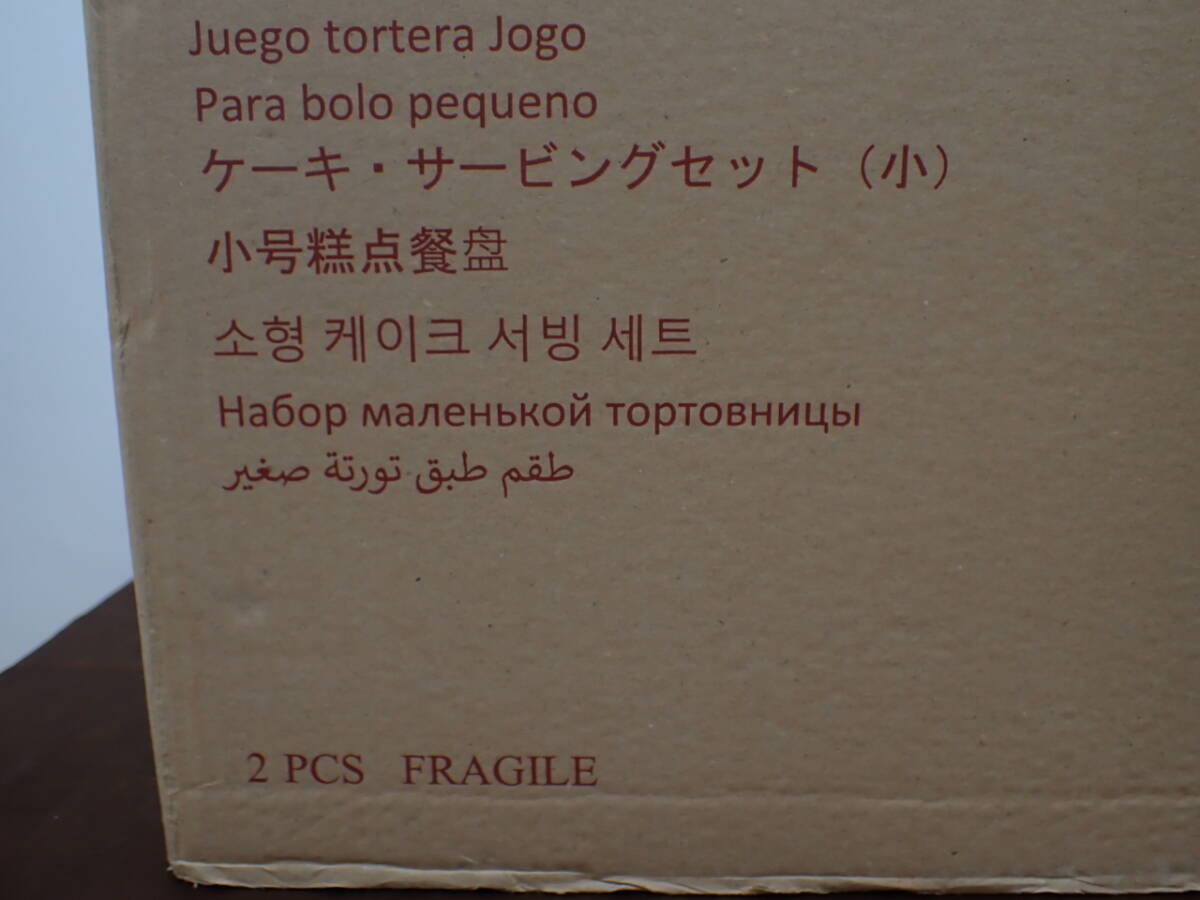 Juego tortera Jogo
Para bolo pequeno
ケーキ・サービングセット（小）
小号糕点餐盘
소형 케이크 서빙 세트
Набор маленькой тортовницы
طقم طبق تورتة صغير
2 PCS FRAGILE